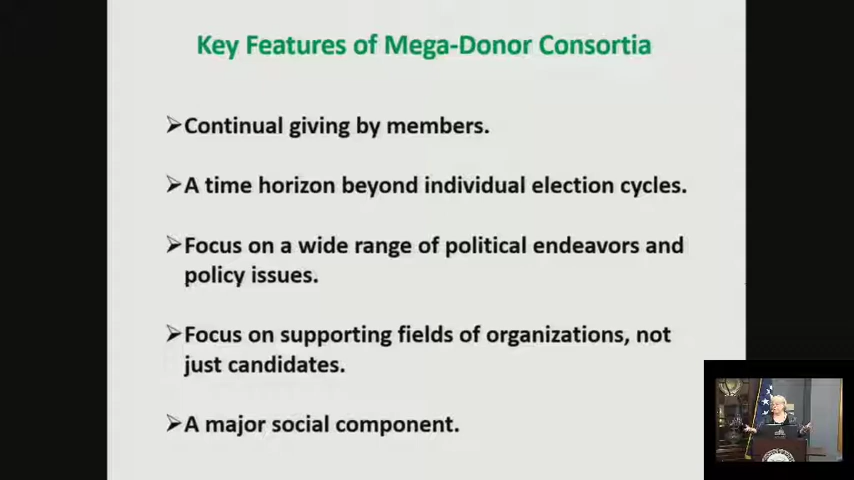 Key Features of Mega-Donor Consortia
➢Continual giving by members.
➢A time horizon beyond individual election cycles.
➢Focus on a wide range of political endeavors and
policy issues.
➢Focus on supporting fields of organizations, not
just candidates.
➢A major social component.